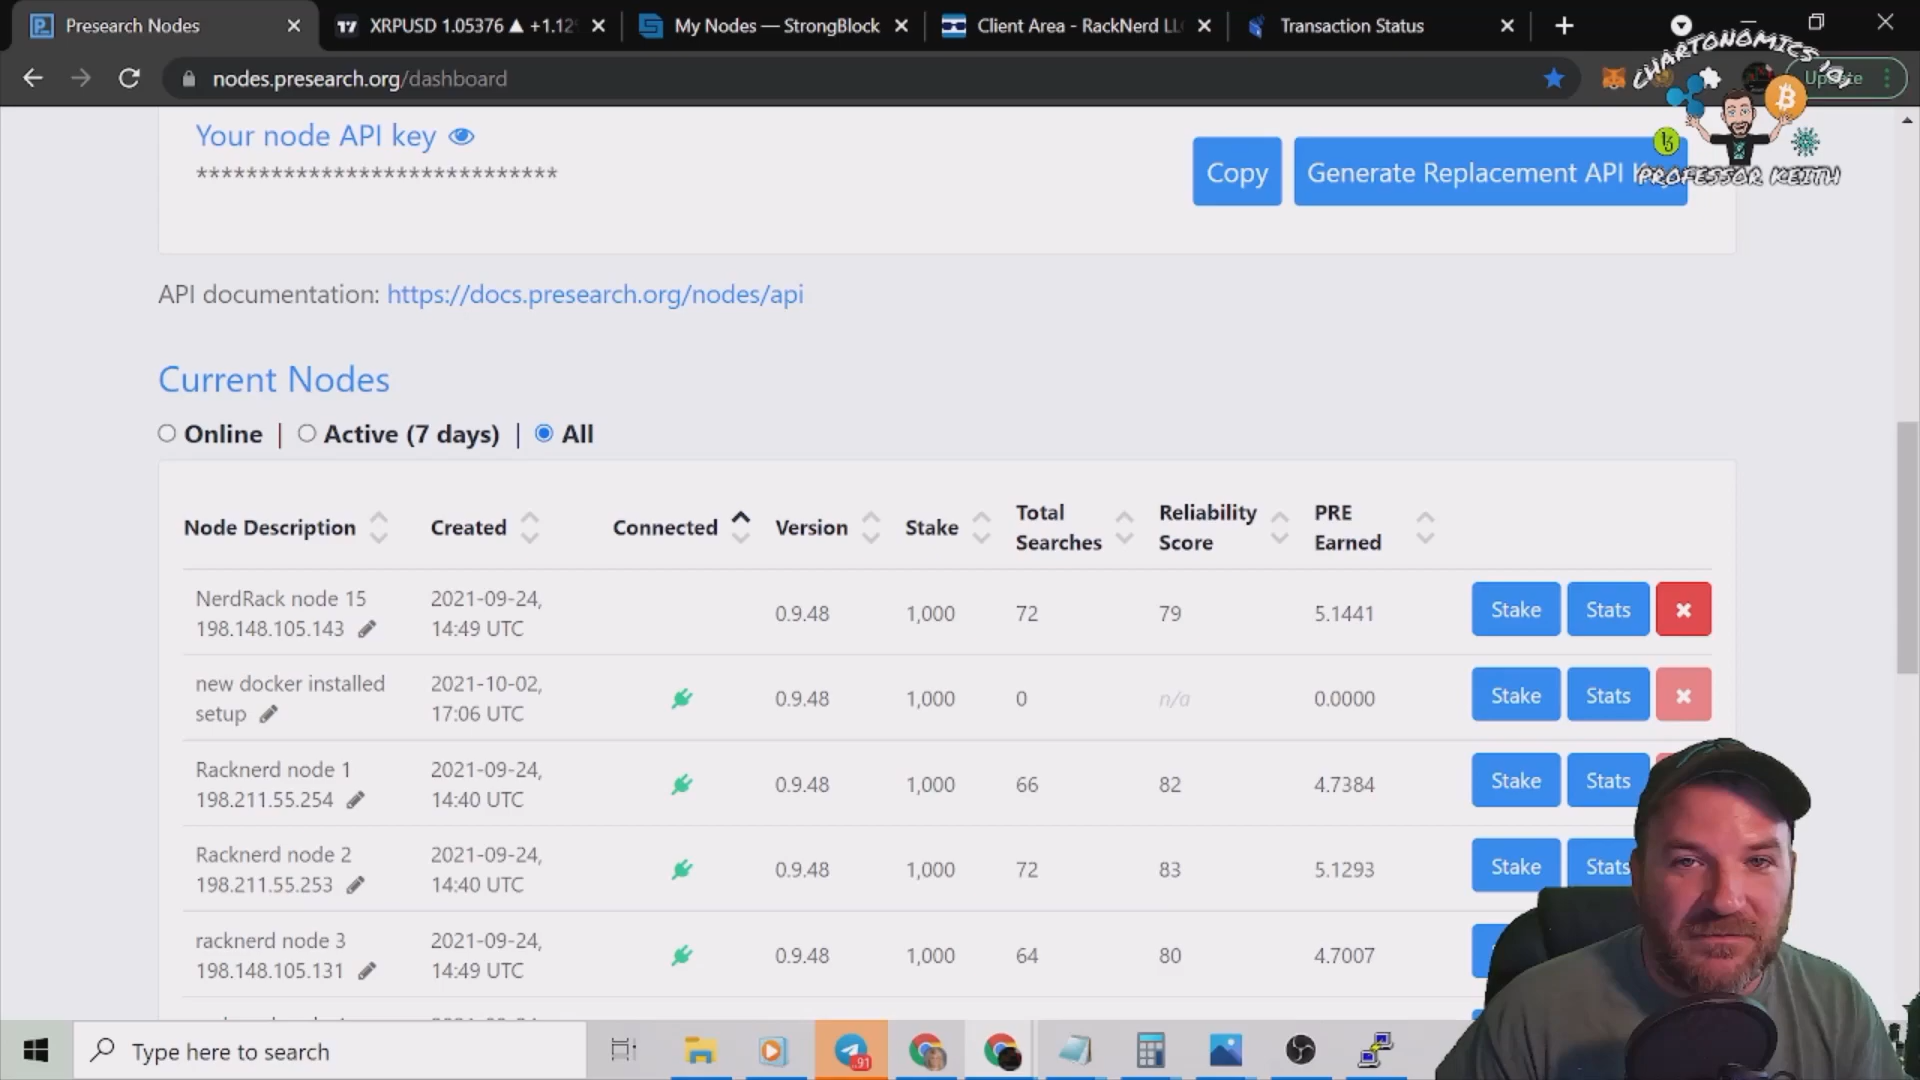 Presearch Nodes
XRPUSD 1.05376 ▲ +1.12
My Nodes — StrongBlock
Client Area - RackNerd LL
Transaction Status
nodes.presearch.org/dashboard
Update
CHARTONOMICS 101
PROFESSOR KEITH
Your node API key
*****************************
Copy
Generate Replacement API
API documentation: https://docs.presearch.org/nodes/api
Current Nodes
Online | Active (7 days) | All
Node Description Created Connected Version Stake Total Searches Reliability Score PRE Earned
NerdRack node 15 2021-09-24, 0.9.48 1,000 72 79 5.1441 Stake Stats
198.148.105.143 14:49 UTC
new docker installed 2021-10-02, 0.9.48 1,000 0 n/a 0.0000 Stake Stats
setup 17:06 UTC
Racknerd node 1 2021-09-24, 0.9.48 1,000 66 82 4.7384 Stake Stats
198.211.55.254 14:40 UTC
Racknerd node 2 2021-09-24, 0.9.48 1,000 72 83 5.1293 Stake Stats
198.211.55.253 14:40 UTC
racknerd node 3 2021-09-24, 0.9.48 1,000 64 80 4.7007
198.148.105.131 14:49 UTC
Type here to search
91